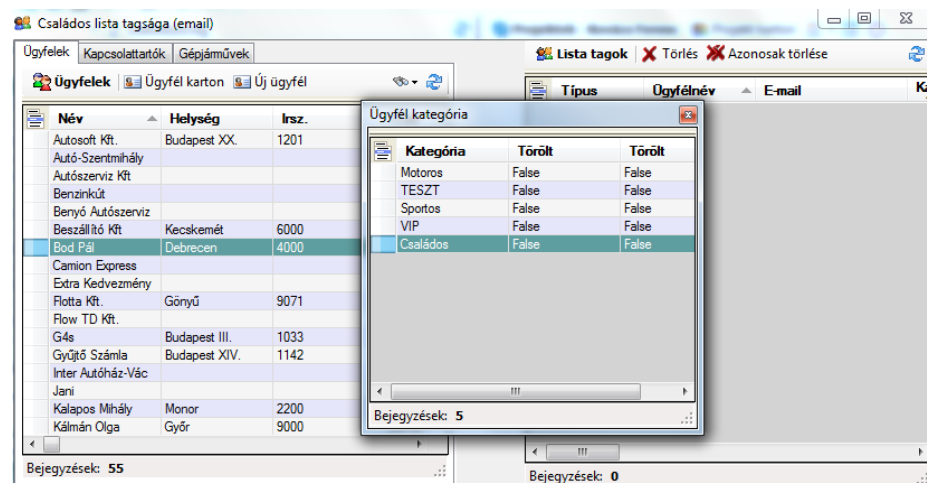 Családos lista tagsága (email)
Ügyfelek Kapcsolattartók Gépjárművek
Ügyfelek Ügyfél karton Új ügyfél
Név Helység Irsz.
Autosoft Kft. Budapest XX. 1201
Autó-Szentmihály
Autószerviz Kft
Benzinkút
Benyó Autószerviz
Beszállító Kft Kecskemét 6000
Bod Pál Debrecen 4000
Camion Express
Extra Kedvezmény
Flotta Kft. Gönyű 9071
Flow TD Kft.
G4s Budapest III. 1033
Gyűjtő Számla Budapest XIV. 1142
Inter Autóház-Vác
Jani
Kalapos Mihály Monor 2200
Kálmán Olga Győr 9000
Bejegyzések: 55
Ügyfél kategória
Kategória Törölt Törölt
Motoros False False
TESZT False False
Sportos False False
VIP False False
Családos False False
Bejegyzések: 5
Lista tagok Törlés Azonosak törlése
Típus Ügyfélnév E-mail
Bejegyzések: 0